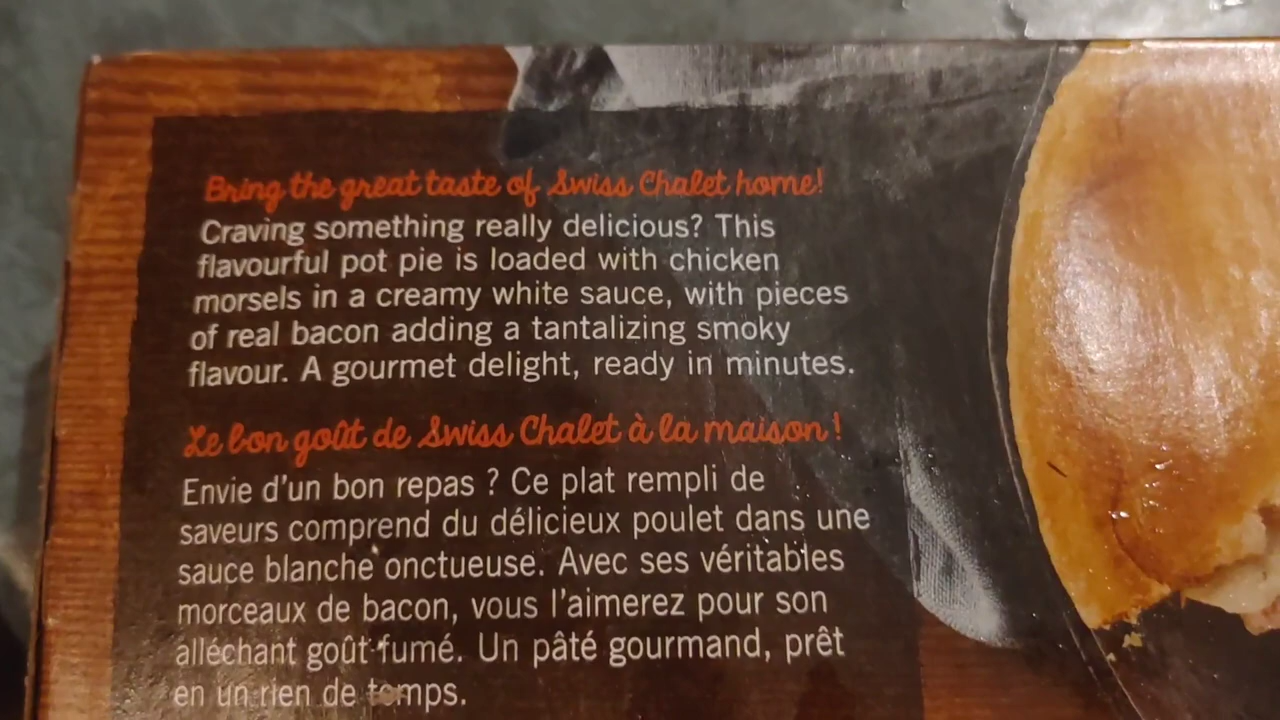 Bring the great taste of Swiss Chalet home!
Craving something really delicious? This
flavourful pot pie is loaded with chicken
morsels in a creamy white sauce, with pieces
of real bacon adding a tantalizing smoky
flavour. A gourmet delight, ready in minutes.
Le bon goût de Swiss Chalet à la maison !
Envie d'un bon repas ? Ce plat rempli de
saveurs comprend du délicieux poulet dans une
sauce blanche onctueuse. Avec ses véritables
morceaux de bacon, vous l'aimerez pour son
alléchant goût fumé. Un pâté gourmand, prêt
en un rien de temps.